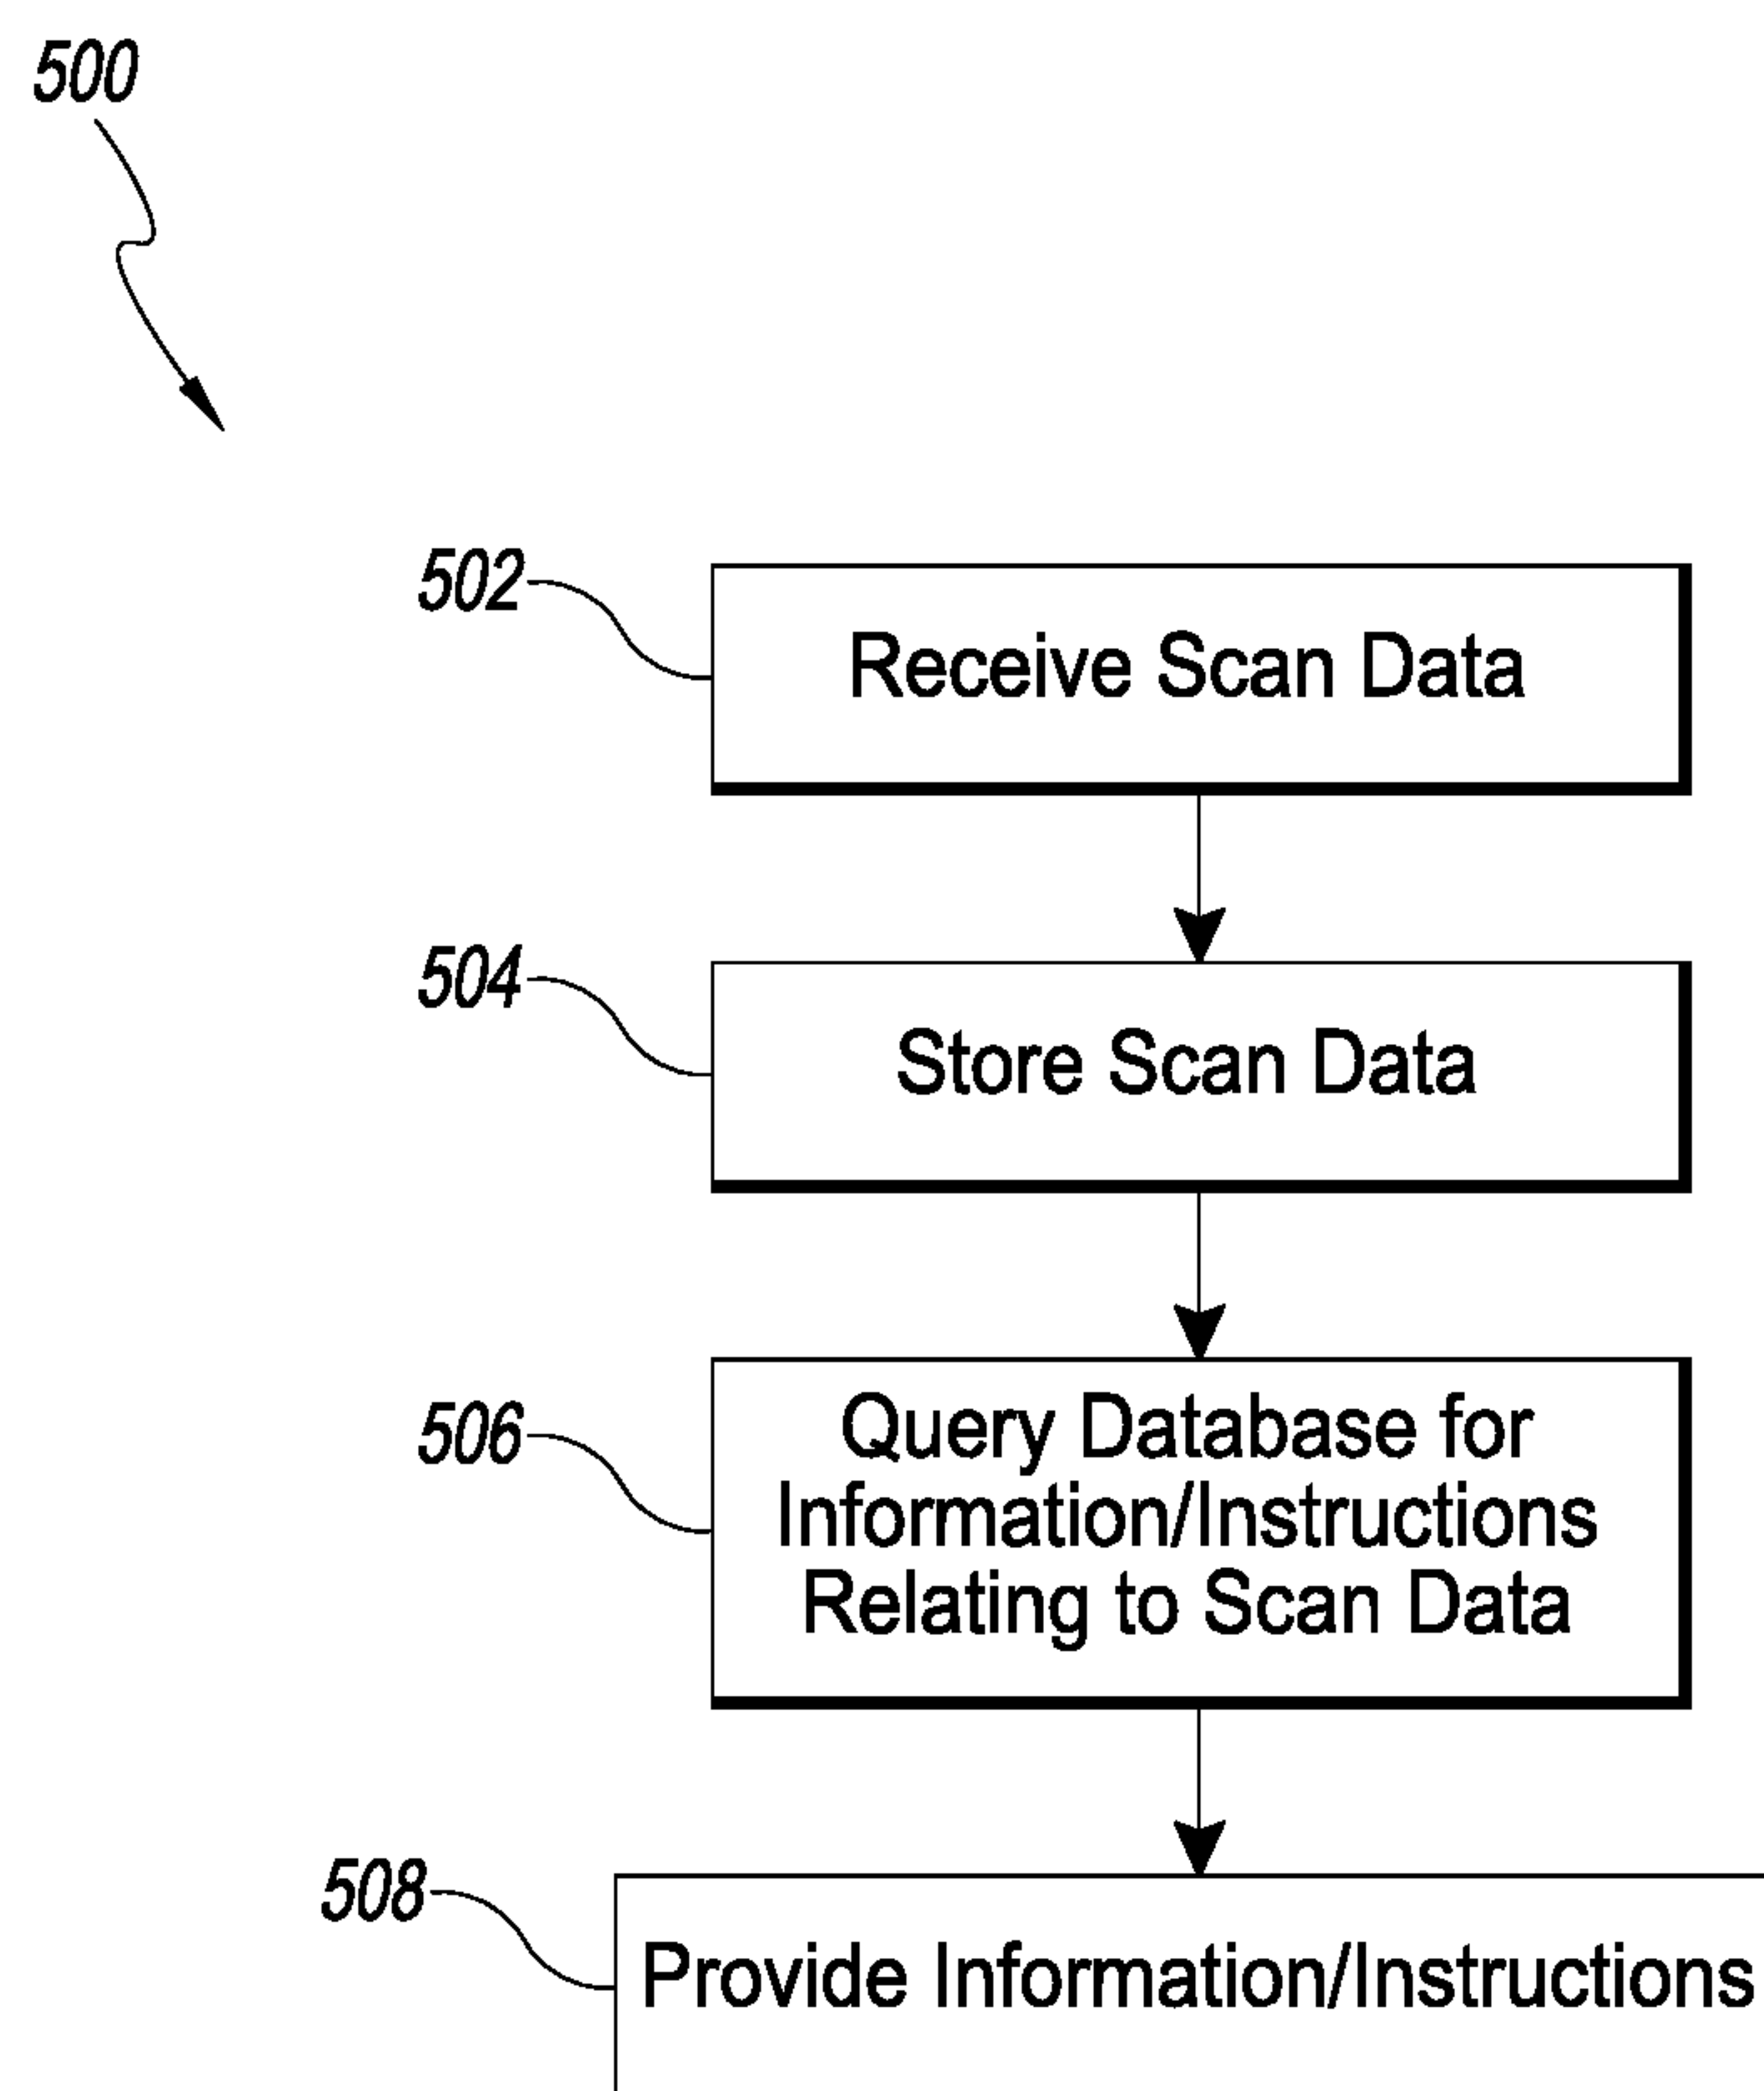 500
502
Receive Scan Data
504
Store Scan Data
506
Query Database for
Information/Instructions
Relating to Scan Data
508
Provide Information/Instructions